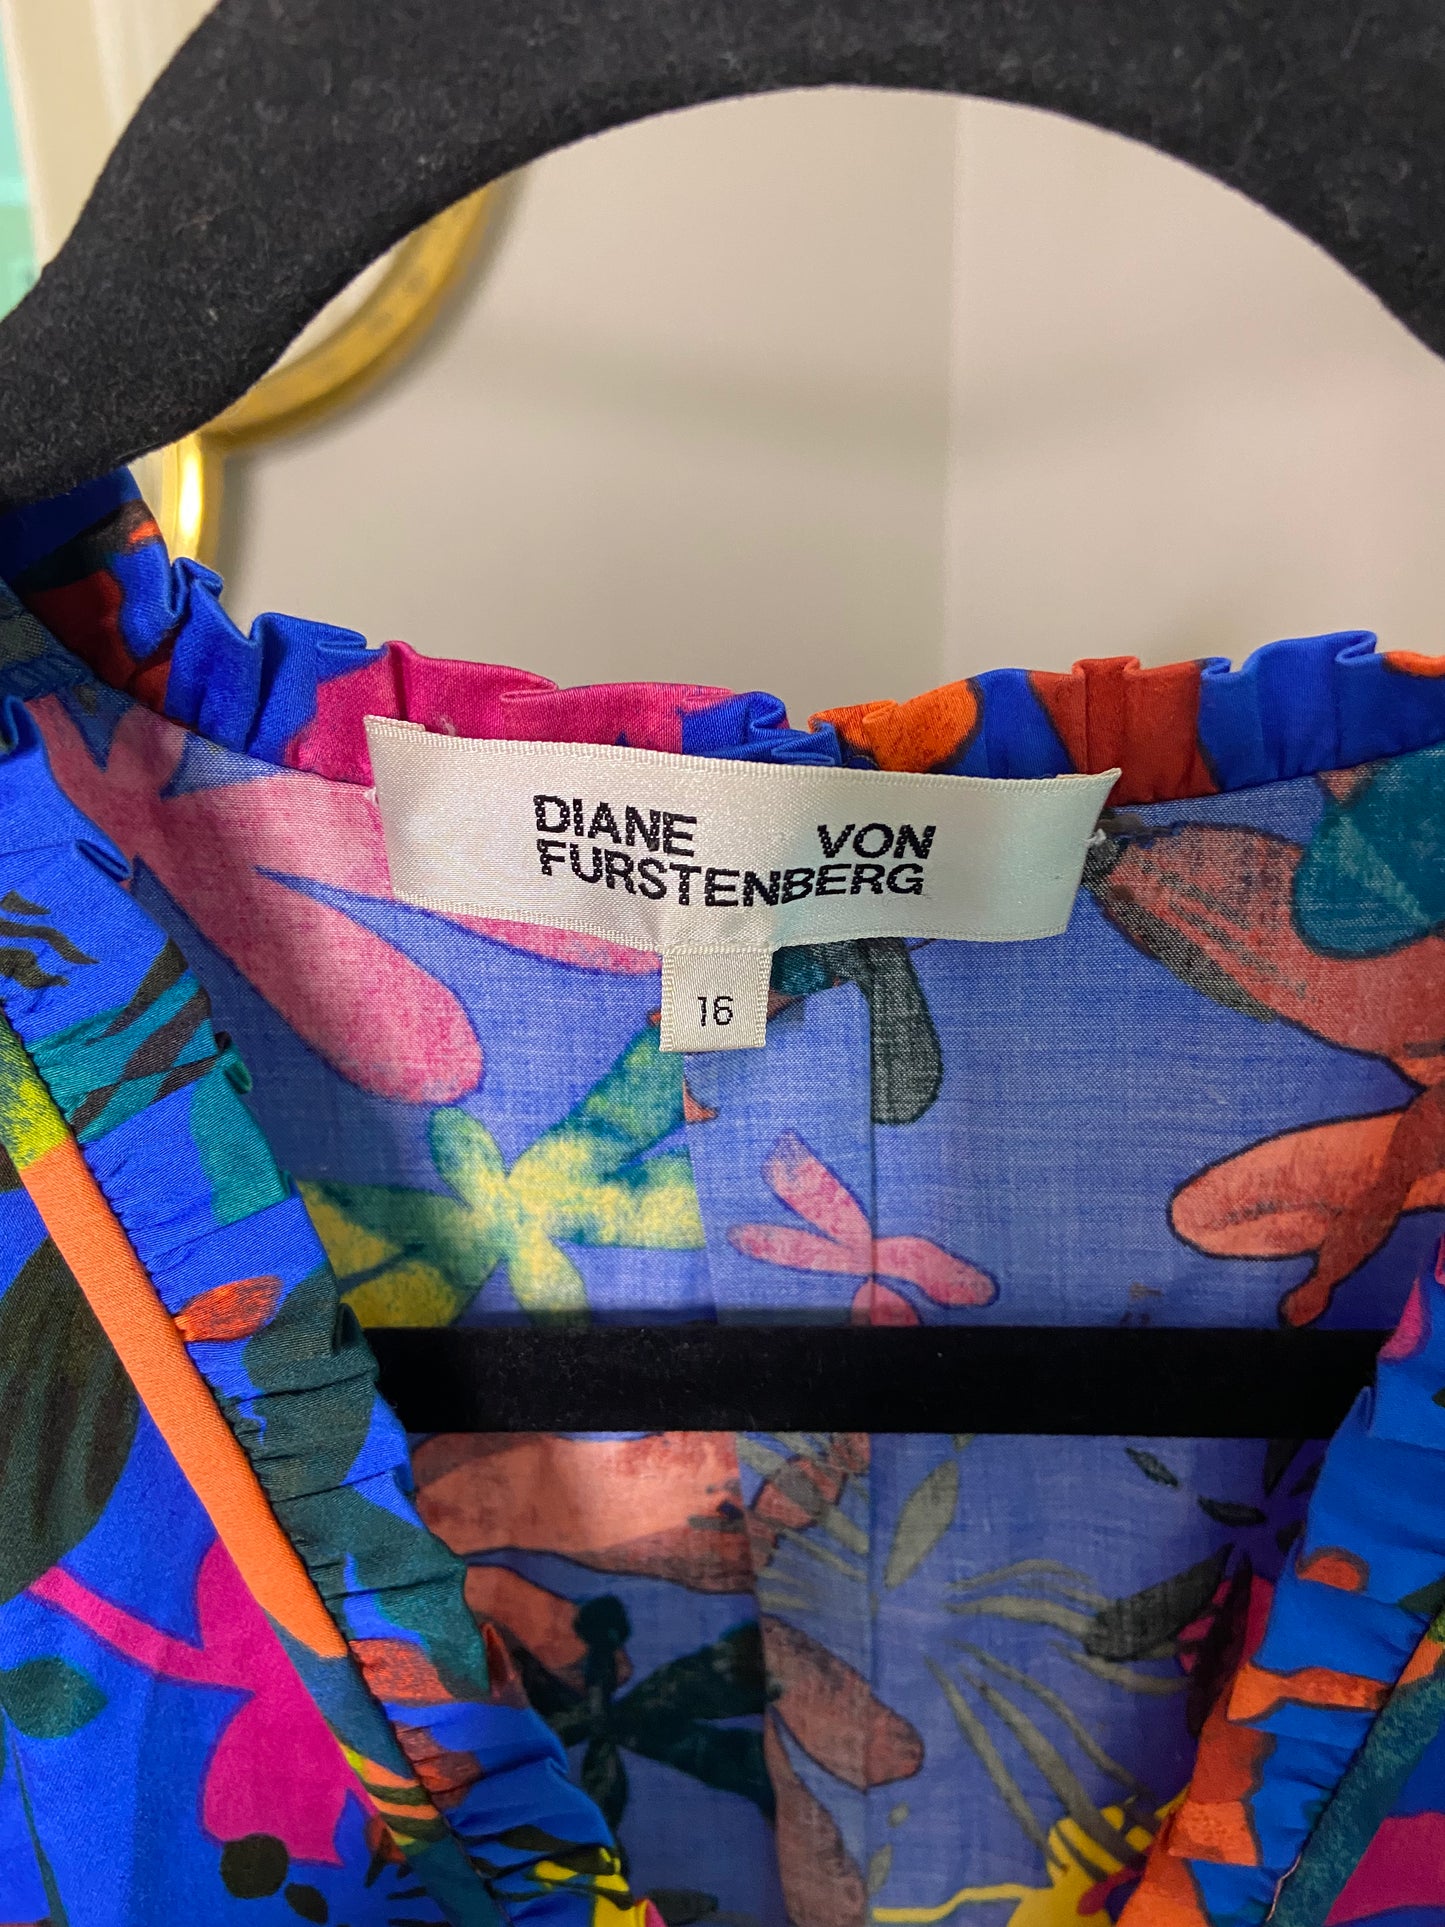 DIANE VON
FURSTENBERG
16